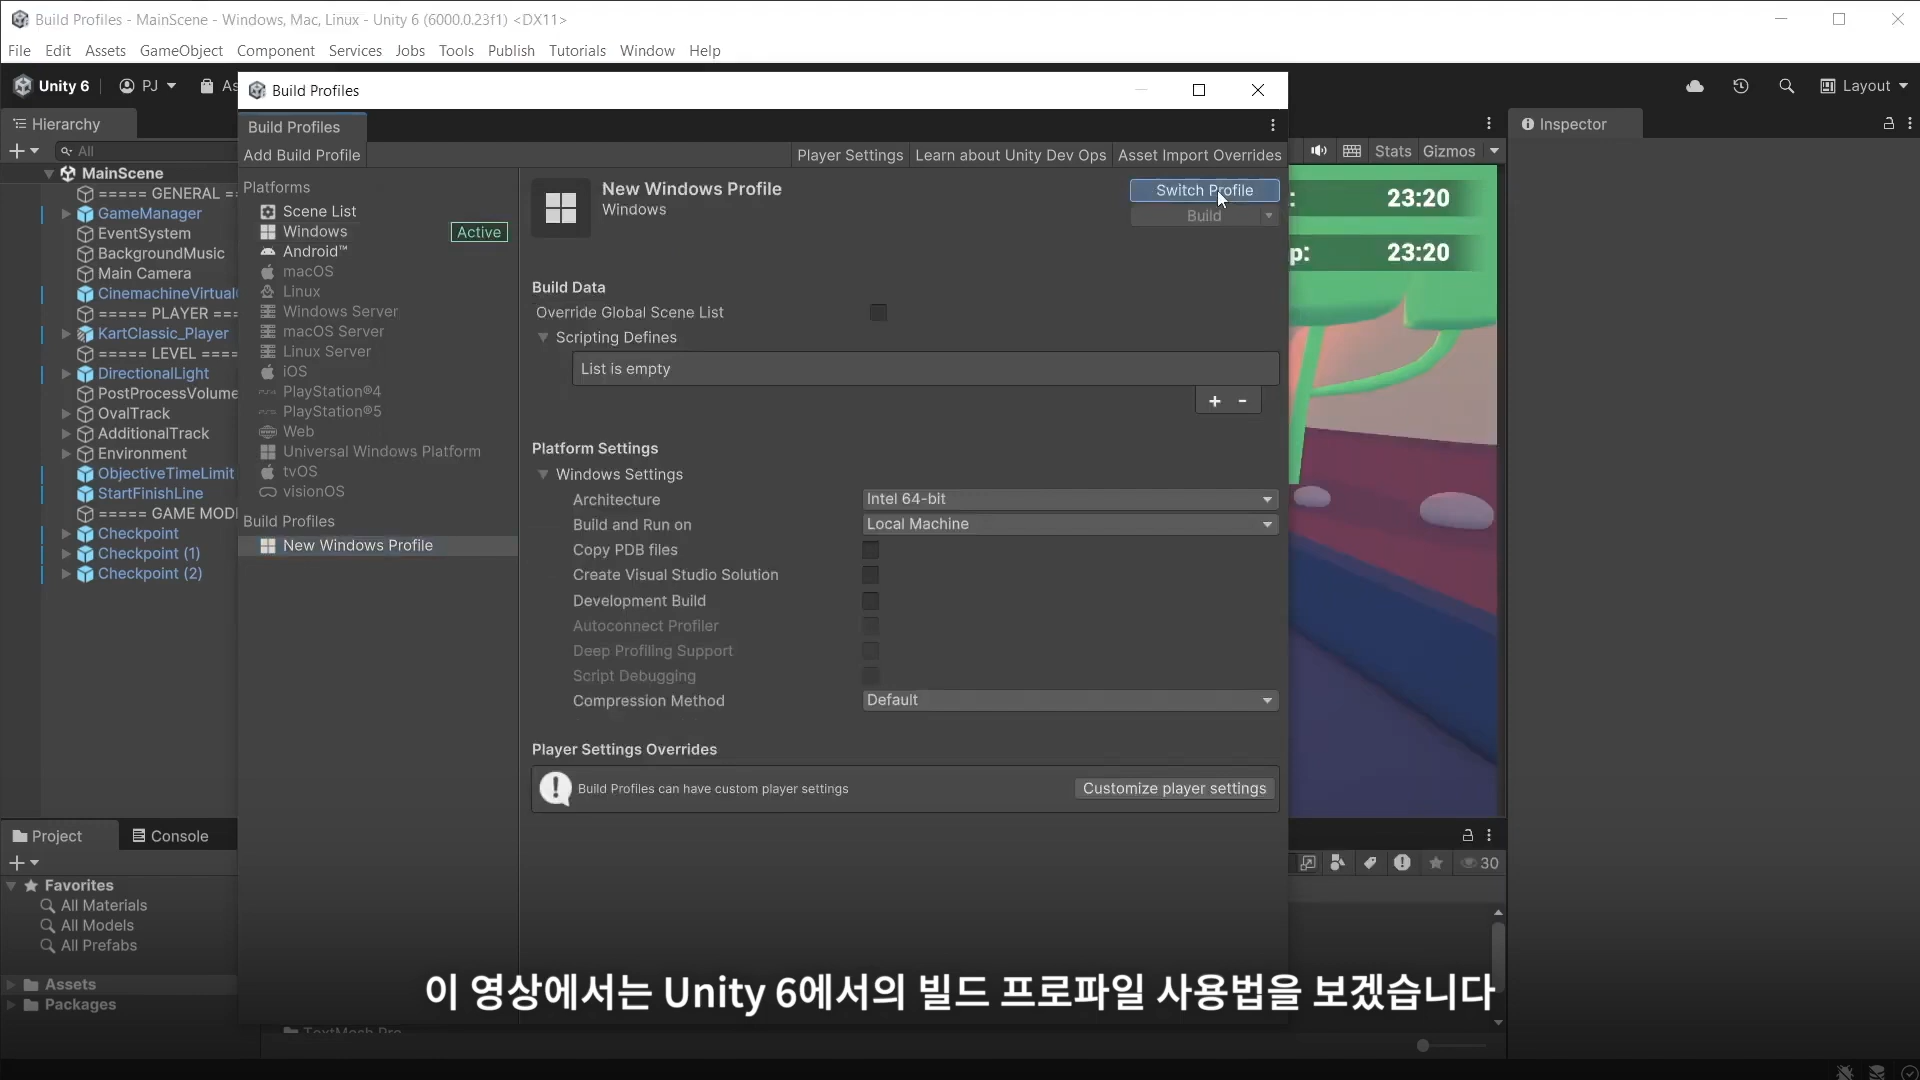 Build Profiles - MainScene - Windows, Mac, Linux - Unity 6 (6000.0.23f1) <DX11>
File Edit Assets GameObject Component Services Jobs Tools Publish Tutorials Window Help
Unity 6 PJ As
Layout
Build Profiles
Hierarchy
Build Profiles
Inspector
All
Add Build Profile
Player Settings
Learn about Unity Dev Ops
Asset Import Overrides
Stats Gizmos
MainScene
===== GENERAL =
GameManager
EventSystem
BackgroundMusic
Main Camera
CinemachineVirtual
===== PLAYER ===
KartClassic_Player
===== LEVEL ====
DirectionalLight
PostProcessVolume
OvalTrack
AdditionalTrack
Environment
ObjectiveTimeLimit
StartFinishLine
===== GAME MOD
Checkpoint
Checkpoint (1)
Checkpoint (2)
Platforms
Scene List
Windows Active
Android™
macOS
Linux
Windows Server
macOS Server
Linux Server
iOS
PlayStation®4
PlayStation®5
Web
Universal Windows Platform
tvOS
visionOS
Build Profiles
New Windows Profile
New Windows Profile
Windows
Switch Profile
Build
Build Data
Override Global Scene List
Scripting Defines
List is empty
+ -
Platform Settings
Windows Settings
Architecture Intel 64-bit
Build and Run on Local Machine
Copy PDB files
Create Visual Studio Solution
Development Build
Autoconnect Profiler
Deep Profiling Support
Script Debugging
Compression Method Default
Player Settings Overrides
Build Profiles can have custom player settings
Customize player settings
: 23:20
p: 23:20
Project Console
30
Favorites
All Materials
All Models
All Prefabs
Assets
Packages
TextMesh Pro
이 영상에서는 Unity 6에서의 빌드 프로파일 사용법을 보겠습니다